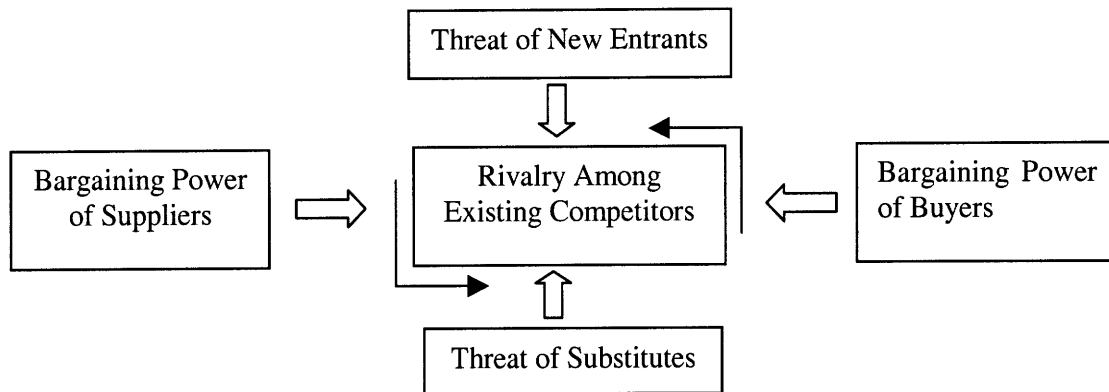 Threat of New Entrants
Bargaining Power
of Suppliers
Rivalry Among
Existing Competitors
Bargaining Power
of Buyers
Threat of Substitutes